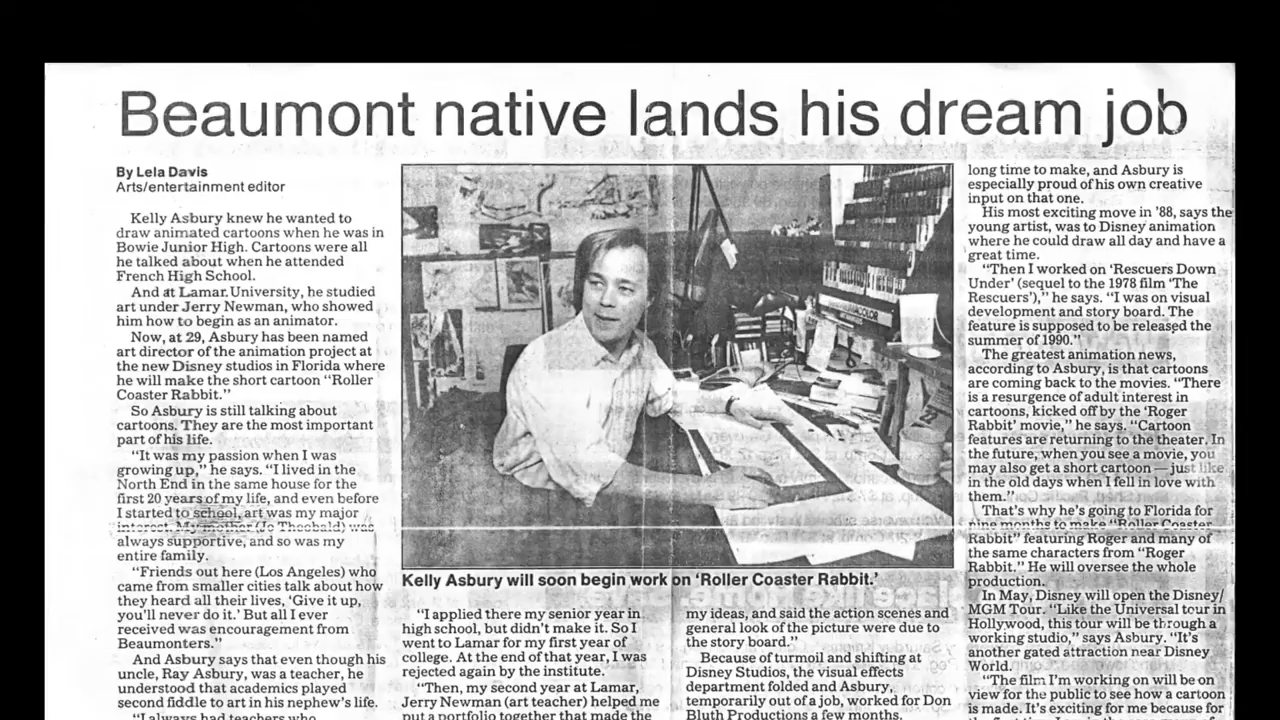 Beaumont native lands his dream job
By Lela Davis
Arts/entertainment editor
Kelly Asbury knew he wanted to
draw animated cartoons when he was in
Bowie Junior High. Cartoons were all
he talked about when he attended
French High School.
And at Lamar University, he studied
art under Jerry Newman, who showed
him how to begin as an animator.
Now, at 29, Asbury has been named
art director of the animation project at
the new Disney studios in Florida where
he will make the short cartoon “Roller
Coaster Rabbit.”
So Asbury is still talking about
cartoons. They are the most important
part of his life.
“It was my passion when I was
growing up,” he says. “I lived in the
North End in the same house for the
first 20 years of my life, and even before
I started to school, art was my major
interest. My mother (Jo Theobald) was
always supportive, and so was my
entire family.
“Friends out here (Los Angeles) who
came from smaller cities talk about how
they heard all their lives, ‘Give it up,
you’ll never do it.’ But all I ever
received was encouragement from
Beaumonters.”
And Asbury says that even though his
uncle, Ray Asbury, was a teacher, he
understood that academics played
second fiddle to art in his nephew’s life.
“I always had teachers who
Kelly Asbury will soon begin work on ‘Roller Coaster Rabbit.’
“I applied there my senior year in
high school, but didn’t make it. So I
went to Lamar for my first year of
college. At the end of that year, I was
rejected again by the institute.
“Then, my second year at Lamar,
Jerry Newman (art teacher) helped me
put a portfolio together that made the
my ideas, and said the action scenes and
general look of the picture were due to
the story board.”
Because of turmoil and shifting at
Disney Studios, the visual effects
department folded and Asbury,
temporarily out of a job, worked for Don
Bluth Productions a few months.
long time to make, and Asbury is
especially proud of his own creative
input on that one.
His most exciting move in ’88, says the
young artist, was to Disney animation
where he could draw all day and have a
great time.
“Then I worked on ‘Rescuers Down
Under’ (sequel to the 1978 film ‘The
Rescuers’),” he says. “I was on visual
development and story board. The
feature is supposed to be released the
summer of 1990.”
The greatest animation news,
according to Asbury, is that cartoons
are coming back to the movies. “There
is a resurgence of adult interest in
cartoons, kicked off by the ‘Roger
Rabbit’ movie,” he says. “Cartoon
features are returning to the theater. In
the future, when you see a movie, you
may also get a short cartoon — just like
in the old days when I fell in love with
them.”
That’s why he’s going to Florida for
nine months to make “Roller Coaster
Rabbit” featuring Roger and many of
the same characters from “Roger
Rabbit.” He will oversee the whole
production.
In May, Disney will open the Disney/
MGM Tour. “Like the Universal tour in
Hollywood, this tour will be through a
working studio,” says Asbury. “It’s
another gated attraction near Disney
World.
“The film I’m working on will be on
view for the public to see how a cartoon
is made. It’s exciting for me because for